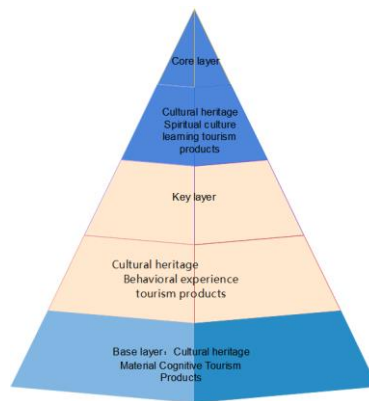 Core layer
Cultural heritage
Spiritual culture
learning tourism
products
Key layer
Cultural heritage
Behavioral experience
tourism products
Base layer：Cultural heritage
Material Cognitive Tourism
Products